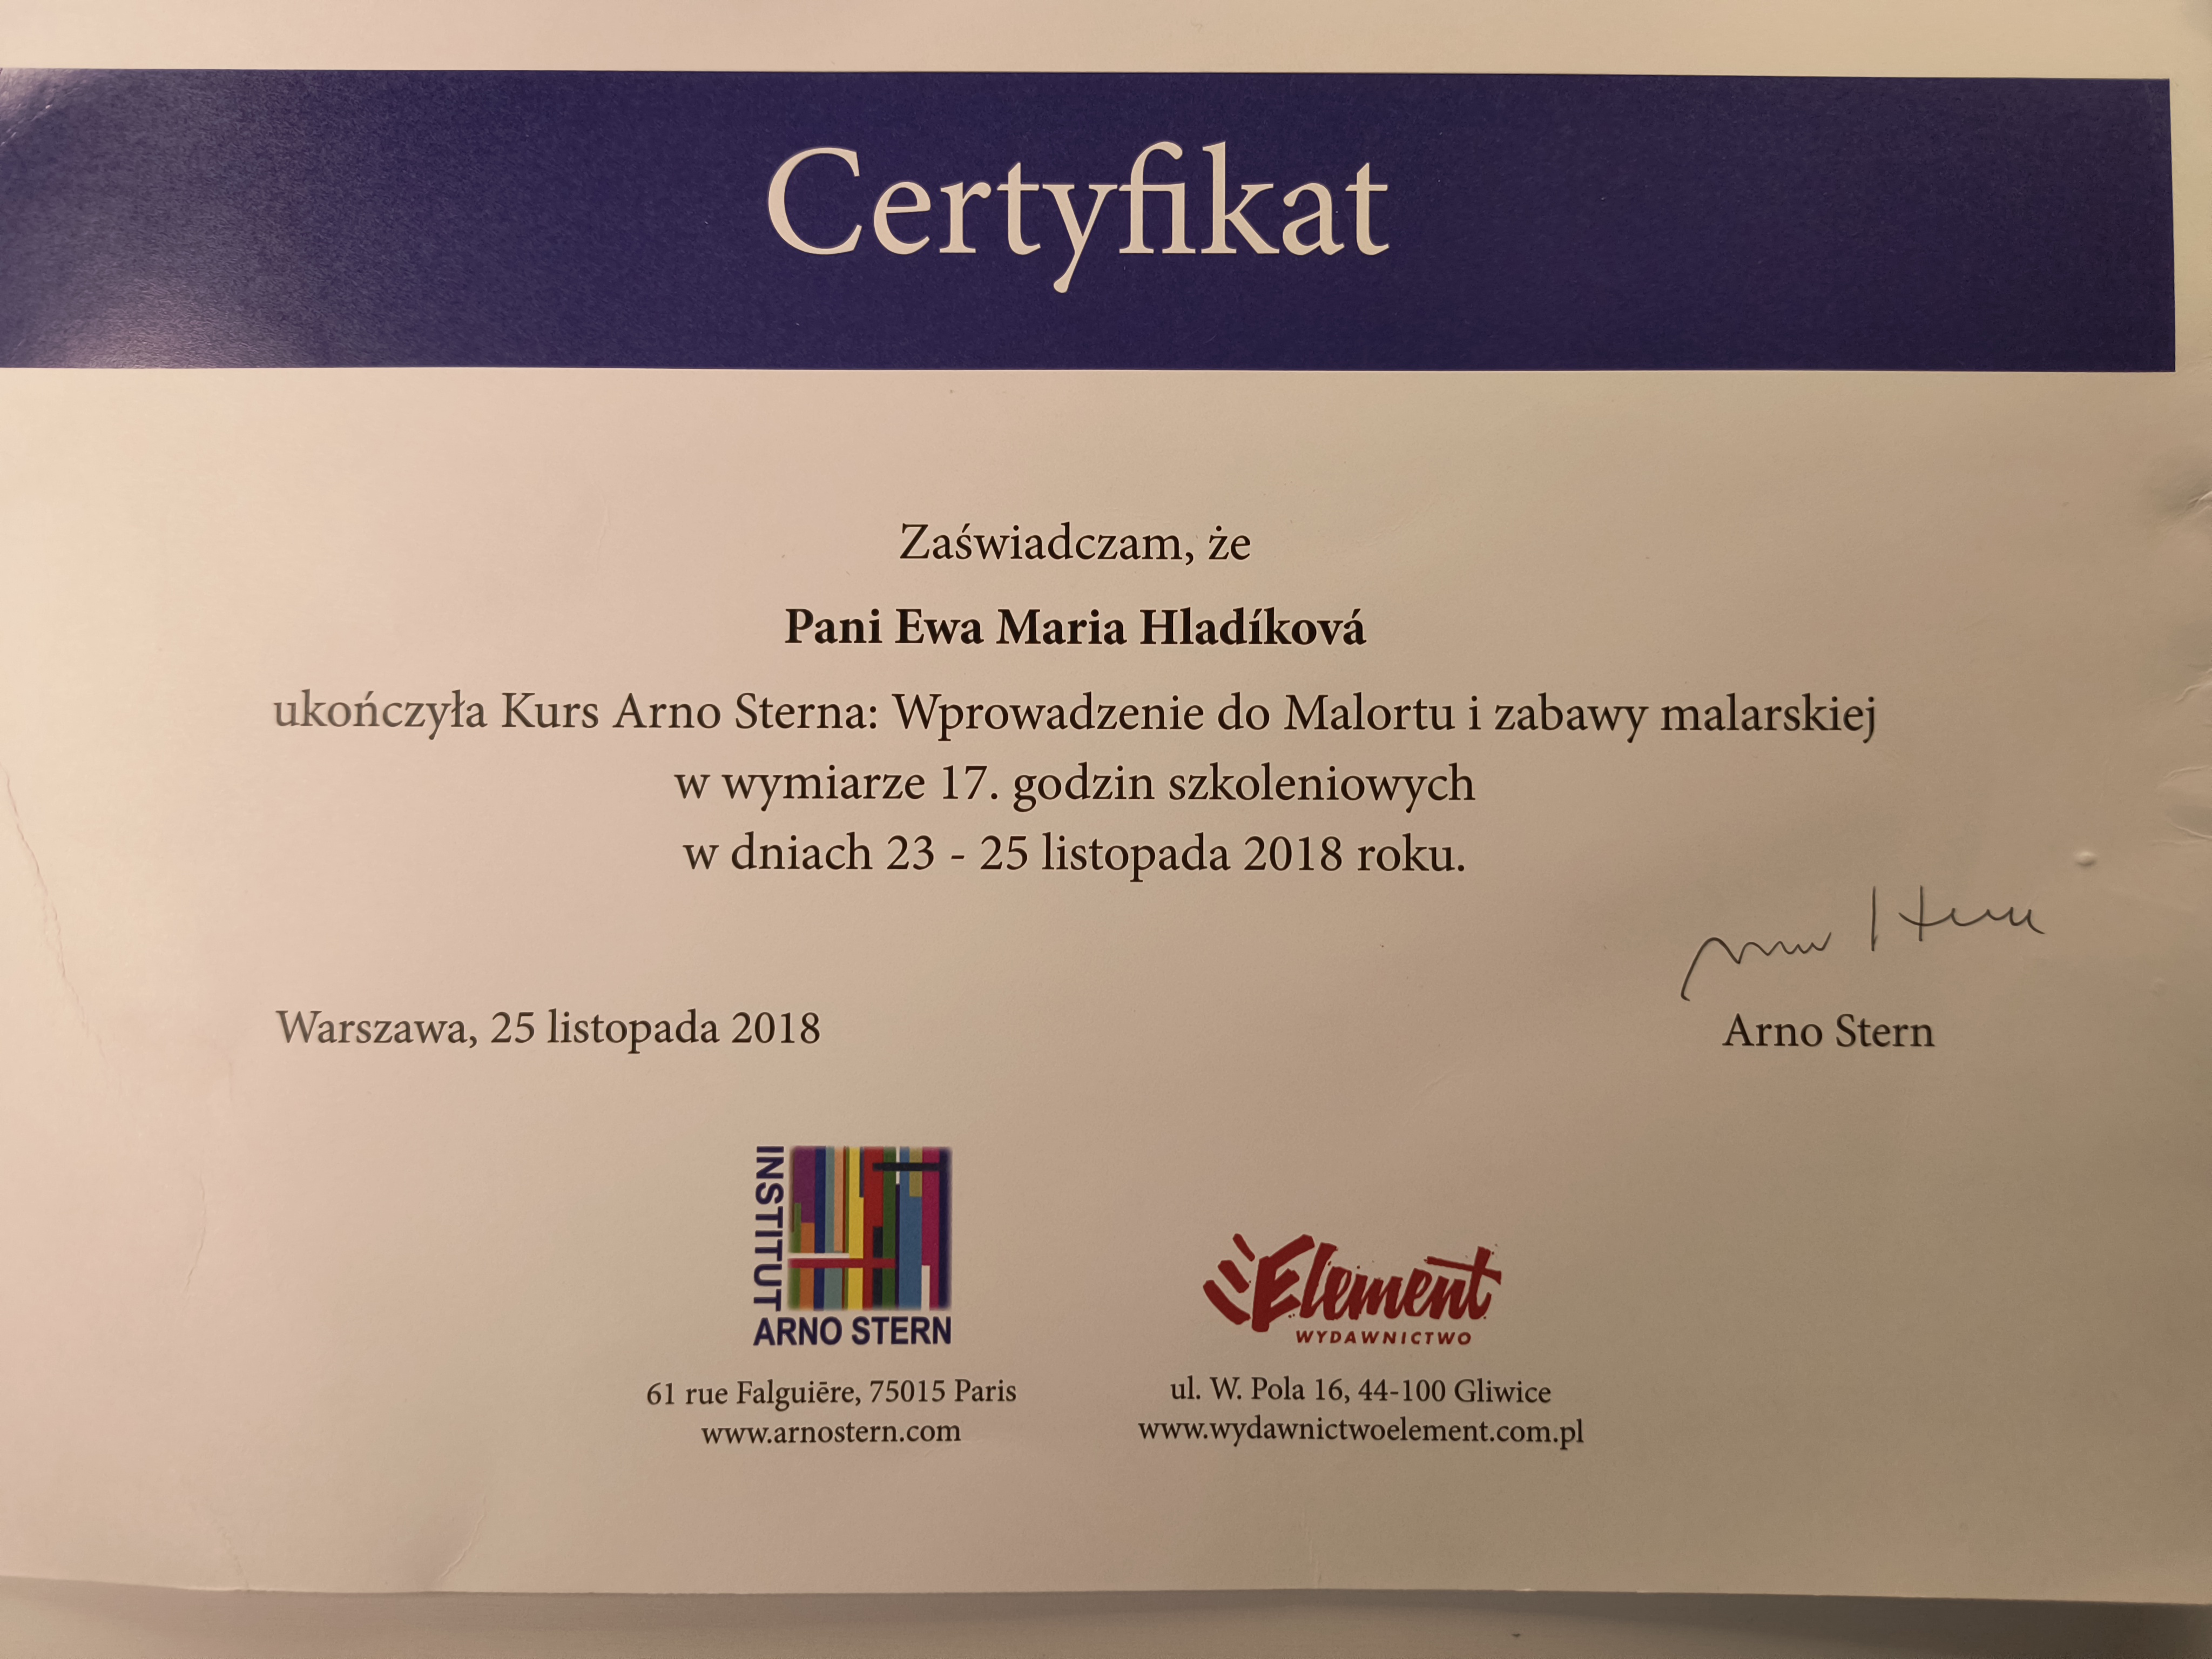 Certyfikat
Zaświadczam, że
Pani Ewa Maria Hladíková
ukończyła Kurs Arno Sterna: Wprowadzenie do Malortu i zabawy malarskiej
w wymiarze 17. godzin szkoleniowych
w dniach 23 - 25 listopada 2018 roku.
Warszawa, 25 listopada 2018
Arno Stern
INSTITUT
ARNO STERN
61 rue Falguiēre, 75015 Paris
www.arnostern.com
Element
WYDAWNICTWO
ul. W. Pola 16, 44-100 Gliwice
www.wydawnictwoelement.com.pl